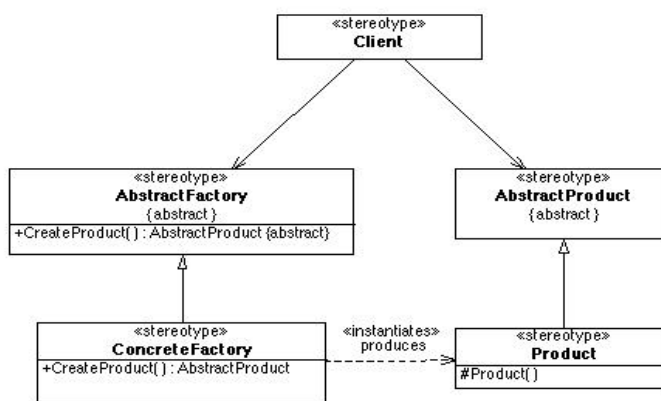 «stereotype»
Client
«stereotype»
AbstractFactory
{abstract}
+CreateProduct() : AbstractProduct {abstract}
«stereotype»
AbstractProduct
{abstract}
«stereotype»
ConcreteFactory
+CreateProduct() : AbstractProduct
«instantiates»
produces
«stereotype»
Product
#Product()